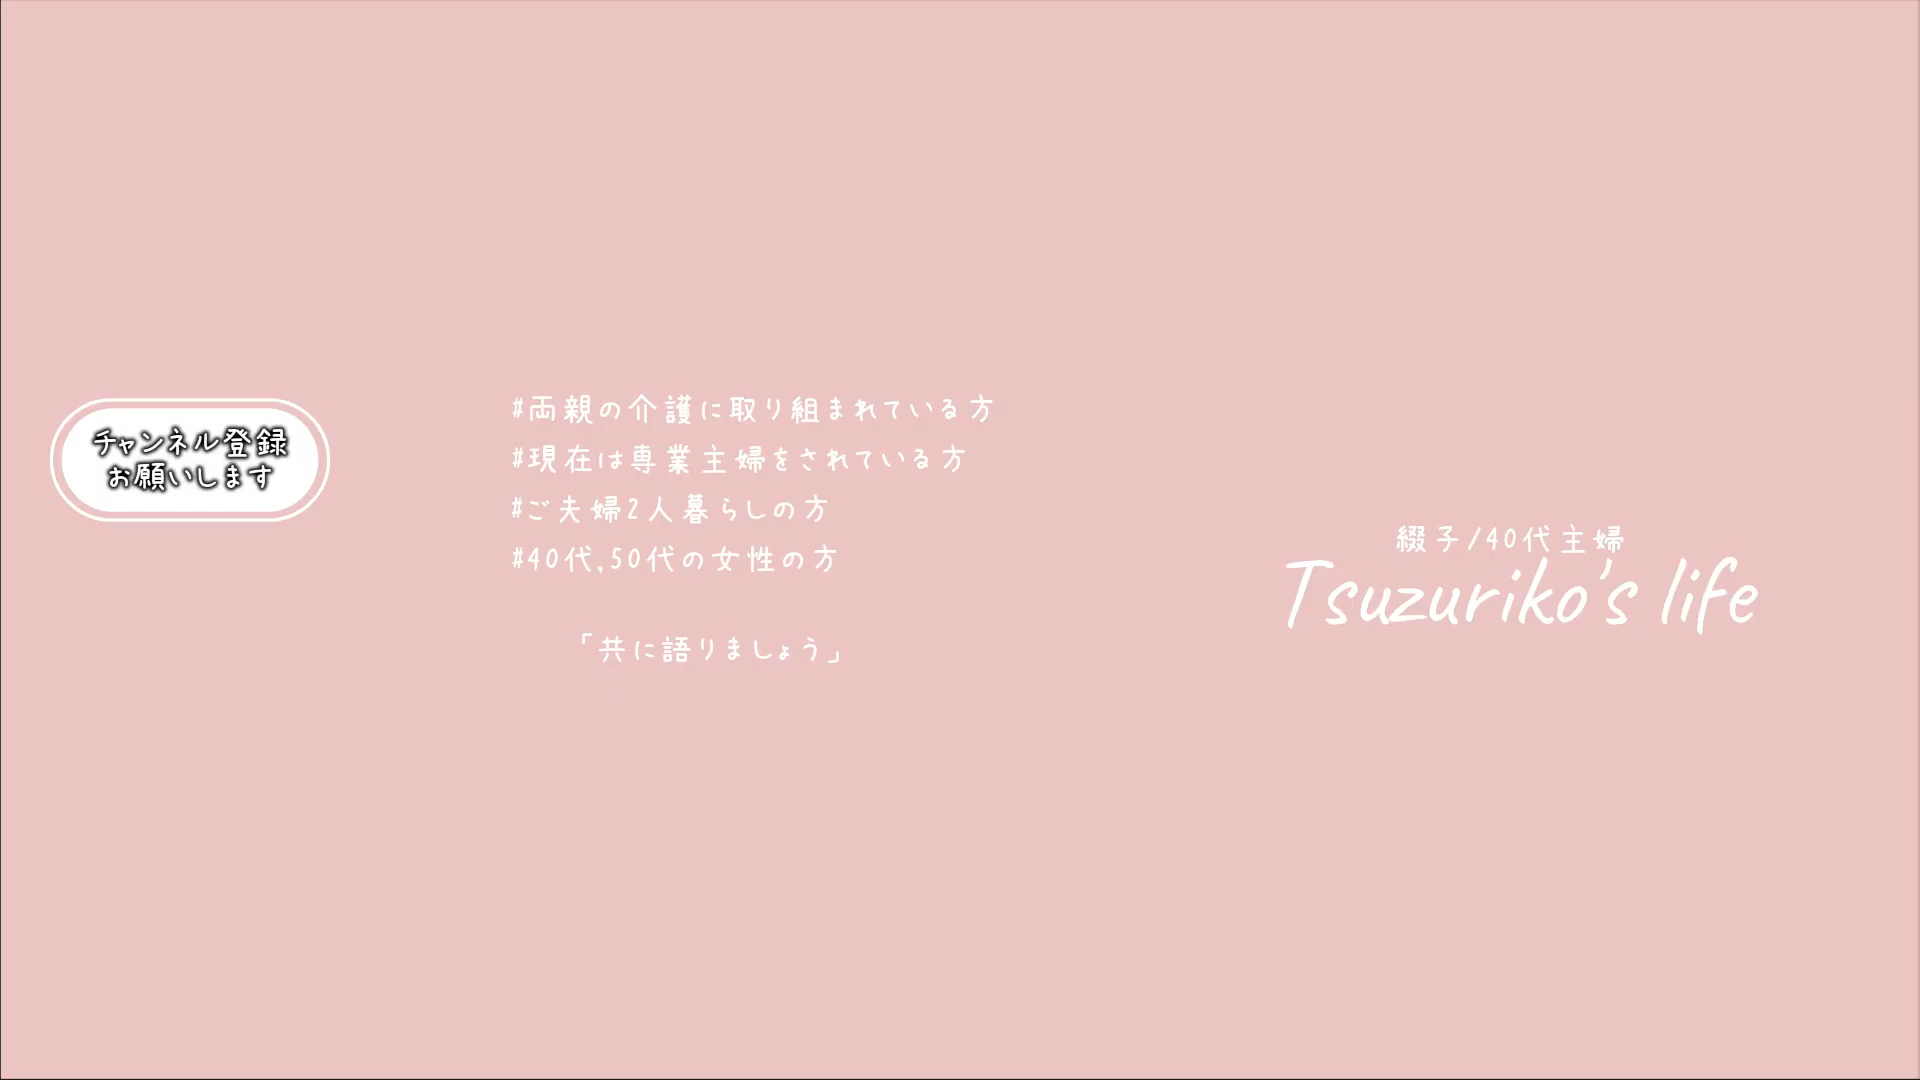 チャンネル登録
お願いします
#両親の介護に取り組まれている方
#現在は専業主婦をされている方
#ご夫婦2人暮らしの方
#40代,50代の女性の方
「共に語りましょう」
綴子/40代主婦
Tsuzuriko's life